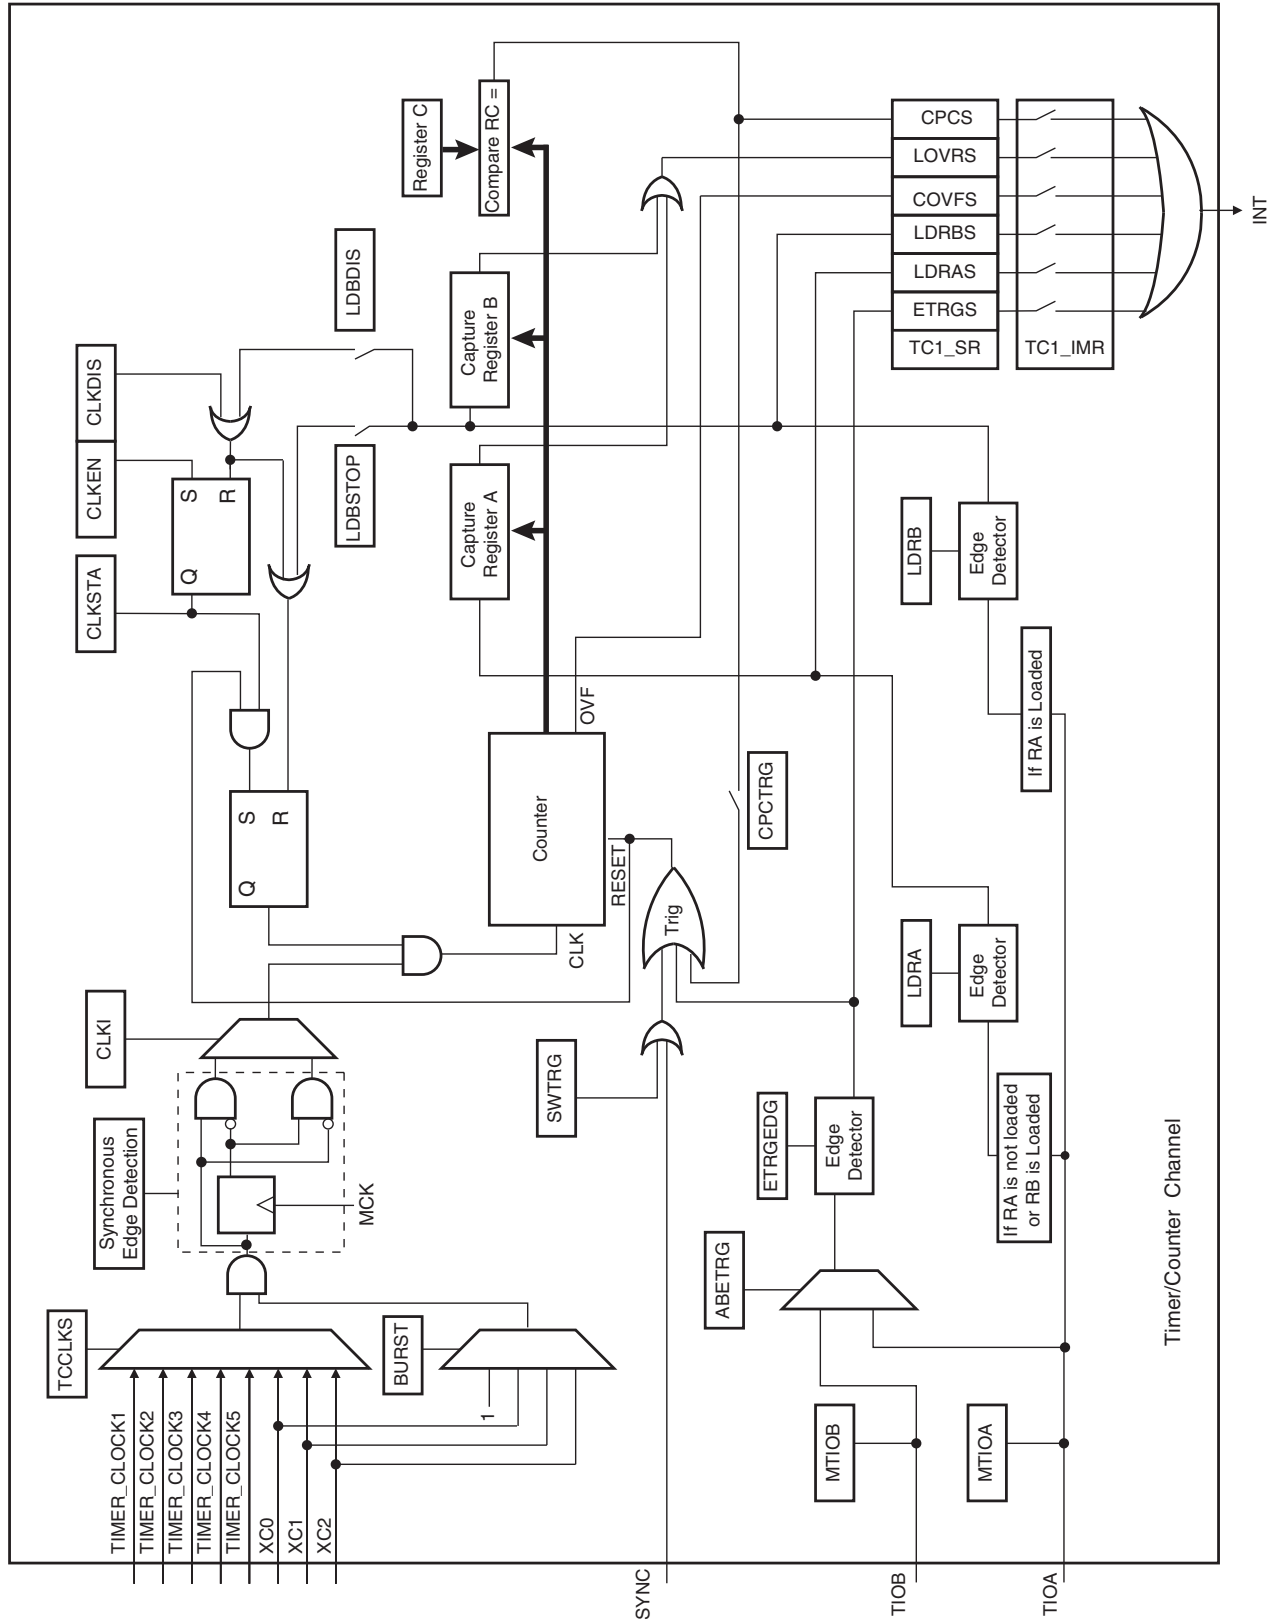 TIMER_CLOCK1
TIMER_CLOCK2
TIMER_CLOCK3
TIMER_CLOCK4
TIMER_CLOCK5
XC0
XC1
XC2
TCCLKS
BURST
1
Synchronous
Edge Detection
MCK
CLKI
CLKSTA
CLKEN
CLKDIS
Q
S
R
Q
S
R
LDBSTOP
LDBDIS
Register C
Capture
Register A
Capture
Register B
Compare RC =
Counter
CLK
OVF
RESET
Trig
SWTRG
CPCTRG
SYNC
TIOB
TIOA
MTIOB
MTIOA
ABETRG
ETRGEDG
Edge
Detector
LDRA
Edge
Detector
LDRB
Edge
Detector
If RA is not loaded
or RB is Loaded
If RA is Loaded
CPCS
LOVRS
COVFS
LDRBS
LDRAS
ETRGS
TC1_SR
TC1_IMR
INT
Timer/Counter Channel